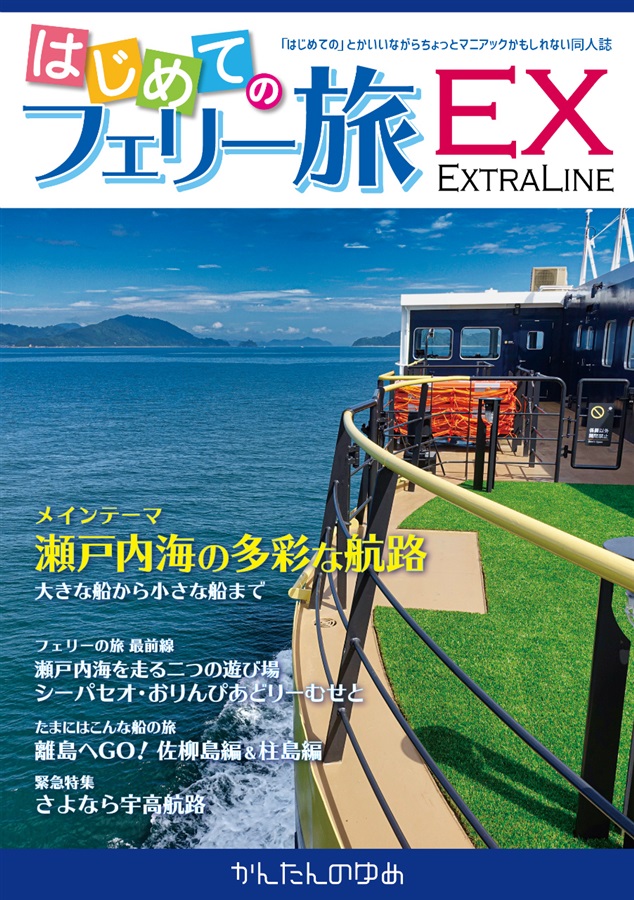 「はじめての」とかいいながらちょっとマニアックかもしれない同人誌
はじめての
フェリー旅 EX
EXTRALINE
メインテーマ
瀬戸内海の多彩な航路
大きな船から小さな船まで
フェリーの旅 最前線
瀬戸内海を走る二つの遊び場
シーパセオ・おりんぴあどりーむせと
たまにはこんな船の旅
離島へGO! 佐柳島編&柱島編
緊急特集
さよなら宇高航路
かんたんのゆめ